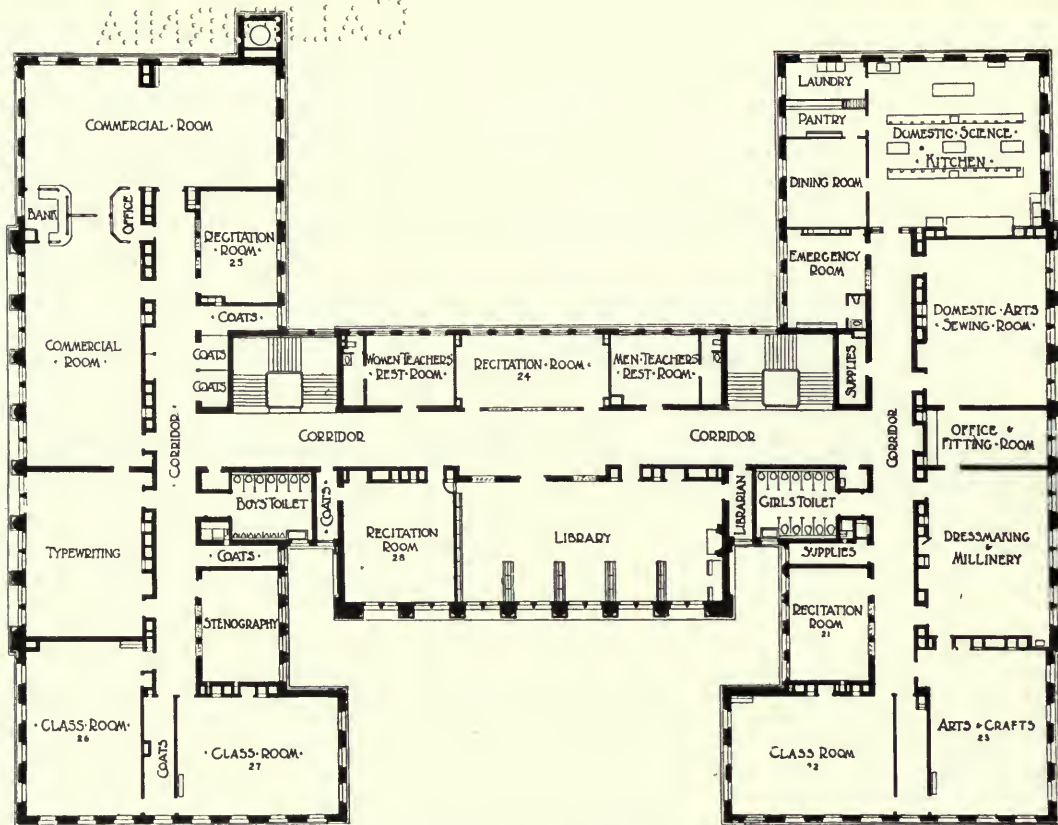 CALIFORNIA
LAUNDRY
PANTRY
COMMERCIAL · ROOM
DOMESTIC · SCIENCE ·
· KITCHEN ·
DINING ROOM
BANK
OFFICE
RECITATION
· ROOM ·
25
EMERGENCY
ROOM
· COATS ·
DOMESTIC · ARTS
· SEWING · ROOM ·
COMMERCIAL
· ROOM ·
COATS
COATS
WOMEN · TEACHERS
REST · ROOM ·
RECITATION · ROOM ·
24
MEN · TEACHERS
REST · ROOM ·
SUPPLIES
· CORRIDOR ·
CORRIDOR
CORRIDOR
CORRIDOR
OFFICE &
FITTING · ROOM
BOYS TOILET
· COATS ·
LIBRARIAN
GIRLS TOILET
TYPEWRITING
· COATS ·
RECITATION
ROOM
28
LIBRARY
SUPPLIES
DRESSMAKING
&
MILLINERY
STENOGRAPHY
RECITATION
ROOM
21
· CLASS · ROOM ·
26
COATS
· CLASS · ROOM ·
27
CLASS ROOM
ARTS & CRAFTS
23